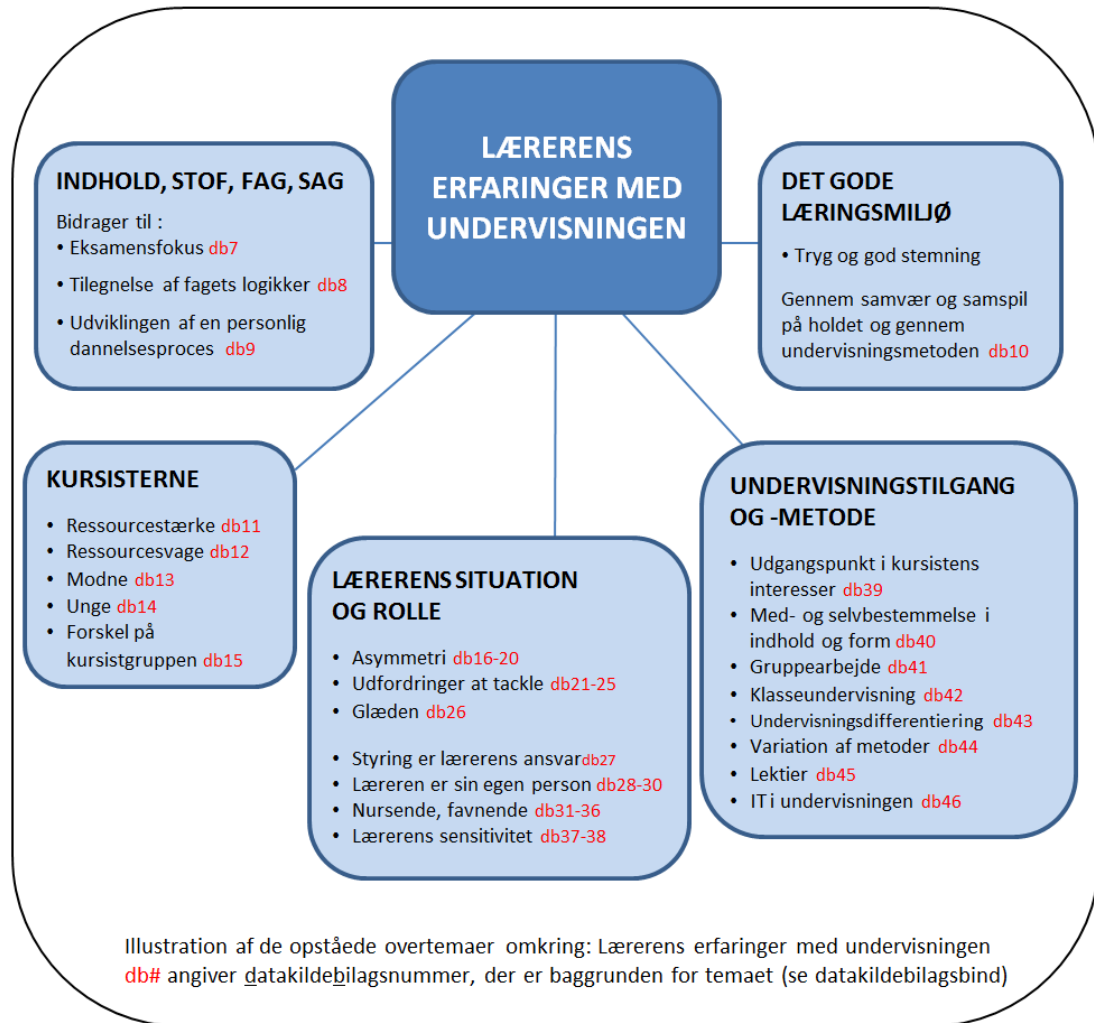 LÆRERENS
ERFARINGER MED
UNDERVISNINGEN
INDHOLD, STOF, FAG, SAG
Bidrager til :
• Eksamensfokus db7
• Tilegnelse af fagets logikker db8
• Udviklingen af en personlig
dannelsesproces db9
DET GODE
LÆRINGSMILJØ
• Tryg og god stemning
Gennem samvær og samspil
på holdet og gennem
undervisningsmetoden db10
KURSISTERNE
• Ressourcestærke db11
• Ressourcesvage db12
• Modne db13
• Unge db14
• Forskel på
kursistgruppen db15
LÆRERENS SITUATION
OG ROLLE
• Asymmetri db16-20
• Udfordringer at tackle db21-25
• Glæden db26
• Styring er lærerens ansvar db27
• Læreren er sin egen person db28-30
• Nursende, favnende db31-36
• Lærerens sensitivitet db37-38
UNDERVISNINGSTILGANG
OG -METODE
• Udgangspunkt i kursistens
interesser db39
• Med- og selvbestemmelse i
indhold og form db40
• Gruppearbejde db41
• Klasseundervisning db42
• Undervisningsdifferentiering db43
• Variation af metoder db44
• Lektier db45
• IT i undervisningen db46
Illustration af de opståede overtemaer omkring: Lærerens erfaringer med undervisningen
db# angiver datakildebilagsnummer, der er baggrunden for temaet (se datakildebilagsbind)